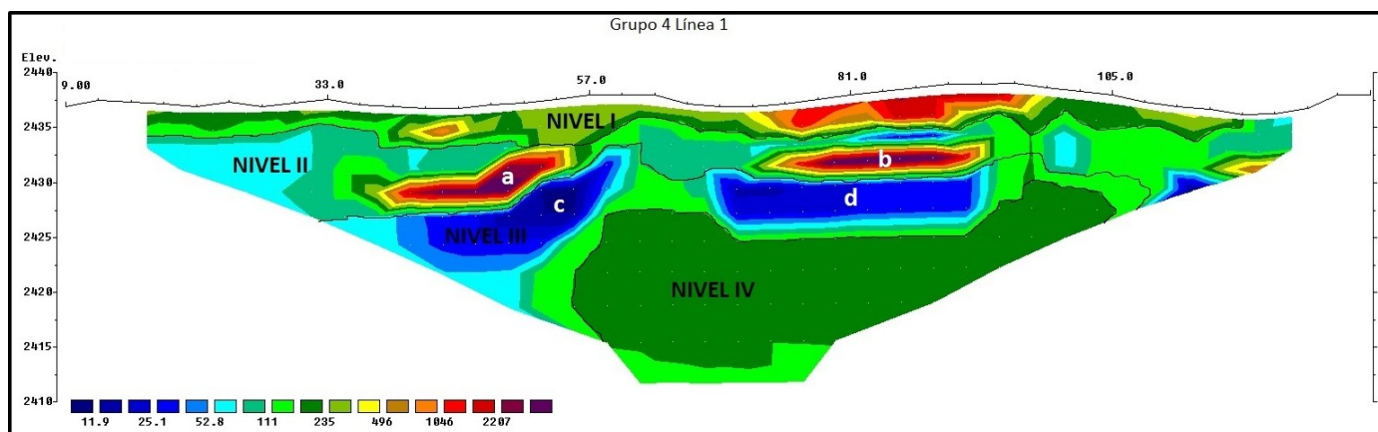 Grupo 4 Línea 1
Elev.
2440
9.00 33.0 57.0 81.0 105.0
2435
NIVEL I
NIVEL II
b
2430
a
c
d
NIVEL III
2425
NIVEL IV
2420
2415
2410
11.9 25.1 52.8 111 235 496 1046 2207